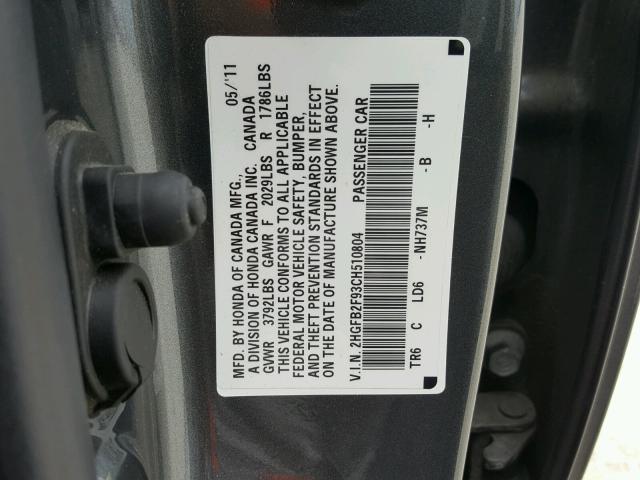 MFD. BY HONDA OF CANADA MFG., 05/'11
A DIVISION OF HONDA CANADA INC. CANADA
GVWR 3792LBS GAWR F 2029LBS R 1786LBS
THIS VEHICLE CONFORMS TO ALL APPLICABLE
FEDERAL MOTOR VEHICLE SAFETY, BUMPER,
AND THEFT PREVENTION STANDARDS IN EFFECT
ON THE DATE OF MANUFACTURE SHOWN ABOVE.
V.I.N. 2HGFB2F93CH510804 PASSENGER CAR
TR6 C LD6 -NH737M -B -H